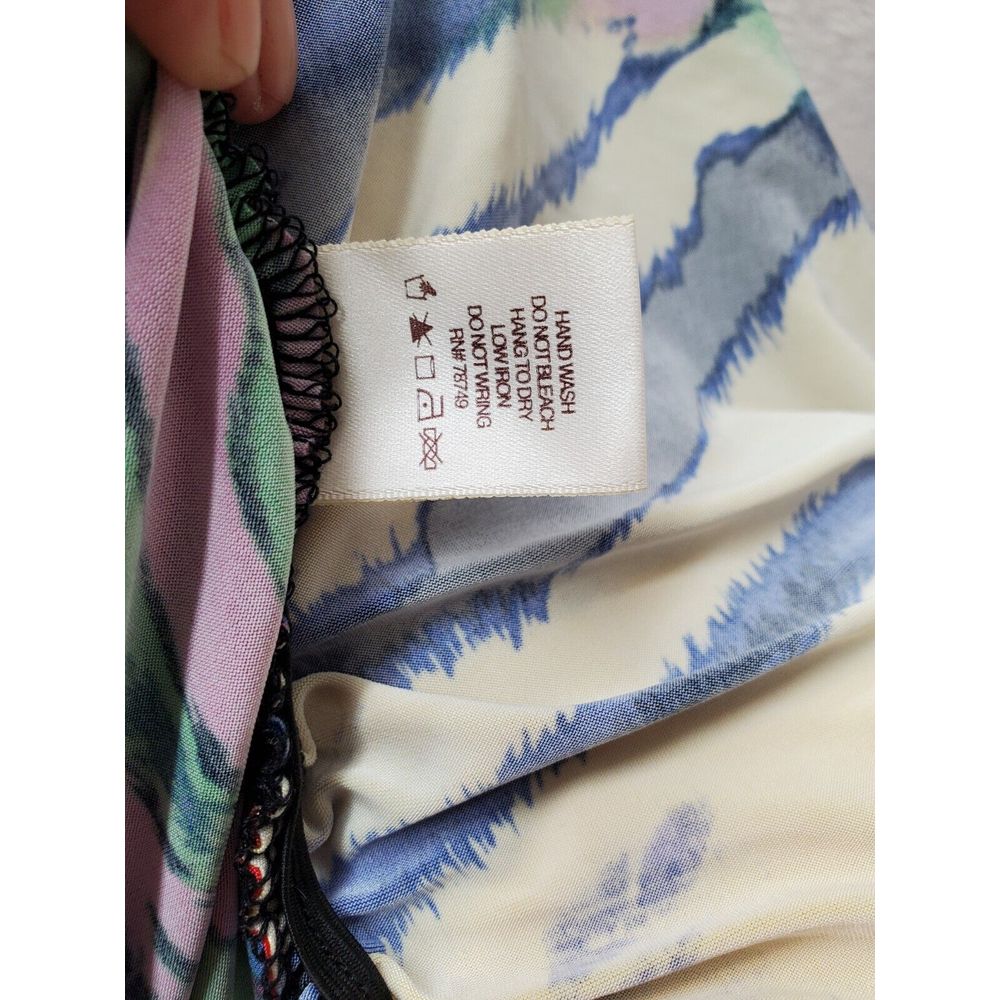 HAND WASH
DO NOT BLEACH
HANG TO DRY
LOW IRON
DO NOT WRING
RN# 78749